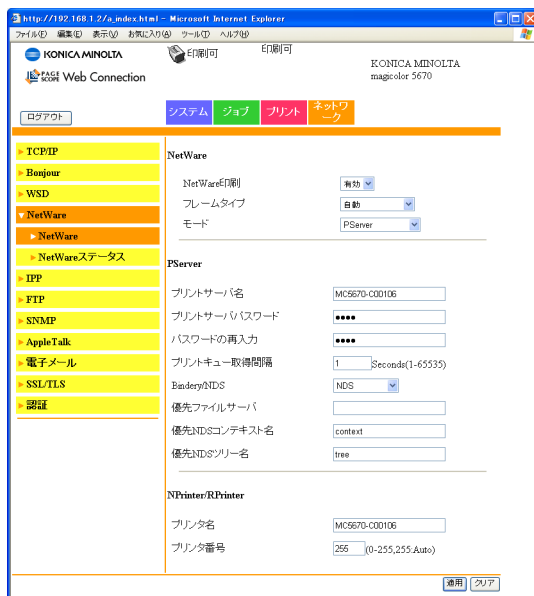 http://192.168.1.2/a_index.html - Microsoft Internet Explorer
ファイル(F) 編集(E) 表示(V) お気に入り(A) ツール(T) ヘルプ(H)
KONICA MINOLTA
印刷可
印刷可
KONICA MINOLTA
magicolor 5670
PAGE SCOPE Web Connection
ログアウト
システム
ジョブ
プリント
ネットワ
ーク
TCP/IP
Bonjour
WSD
NetWare
NetWare
NetWareステータス
IPP
FTP
SNMP
AppleTalk
電子メール
SSL/TLS
認証
NetWare
NetWare印刷 有効
フレームタイプ 自動
モード PServer
PServer
プリントサーバ名 MC5670-C00106
プリントサーバパスワード ●●●●
パスワードの再入力 ●●●●
プリントキュー取得間隔 1 Seconds(1-65535)
Bindery/NDS NDS
優先ファイルサーバ
優先NDSコンテキスト名 context
優先NDSツリー名 tree
NPrinter/RPrinter
プリンタ名 MC5670-C00106
プリンタ番号 255 (0-255,255:Auto)
適用 クリア